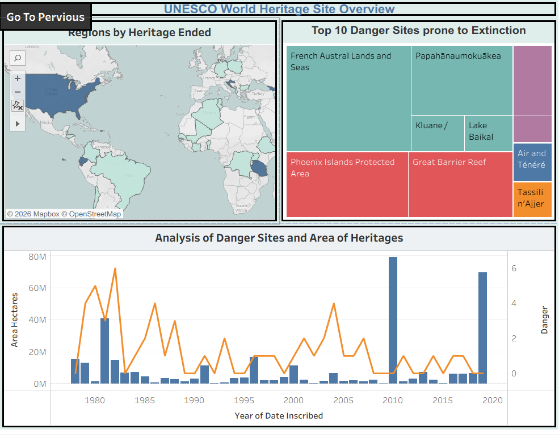 UNESCO World Heritage Site Overview
Go To Pervious
Regions by Heritage Ended
© 2026 Mapbox © OpenStreetMap
Top 10 Danger Sites prone to Extinction
French Austral Lands and
Seas
Papahānaumokuākea
Kluane /
Lake
Baikal
Phoenix Islands Protected
Area
Great Barrier Reef
Air and
Ténéré
Tassili
n'Ajjer
Analysis of Danger Sites and Area of Heritages
Area Hectares
80M
60M
40M
20M
0M
6
4
2
0
Danger
1980
1985
1990
1995
2000
2005
2010
2015
2020
Year of Date Inscribed